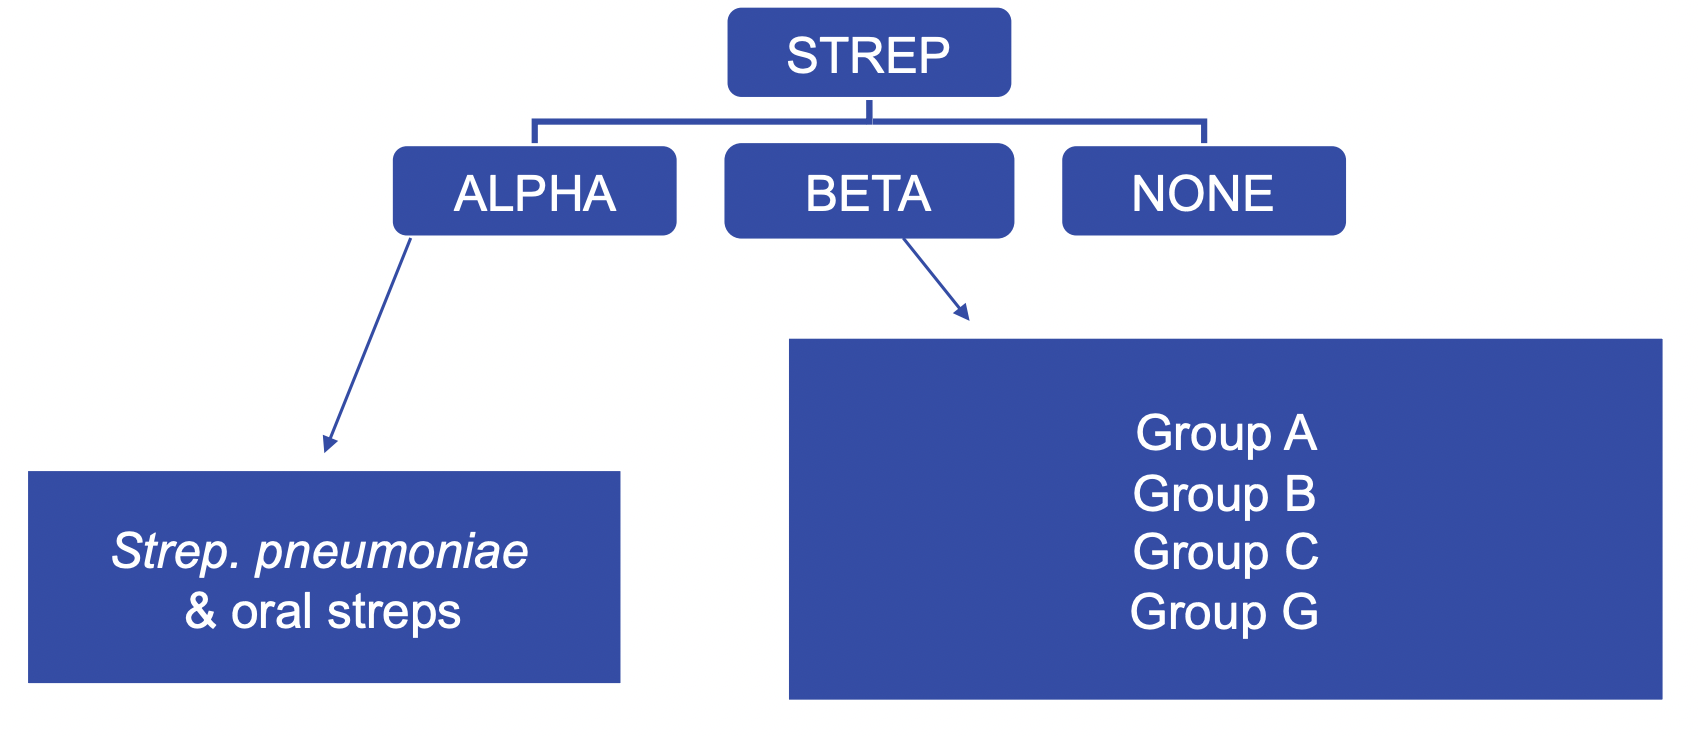 STREP
ALPHA
BETA
NONE
Strep. pneumoniae
& oral streps
Group A
Group B
Group C
Group G